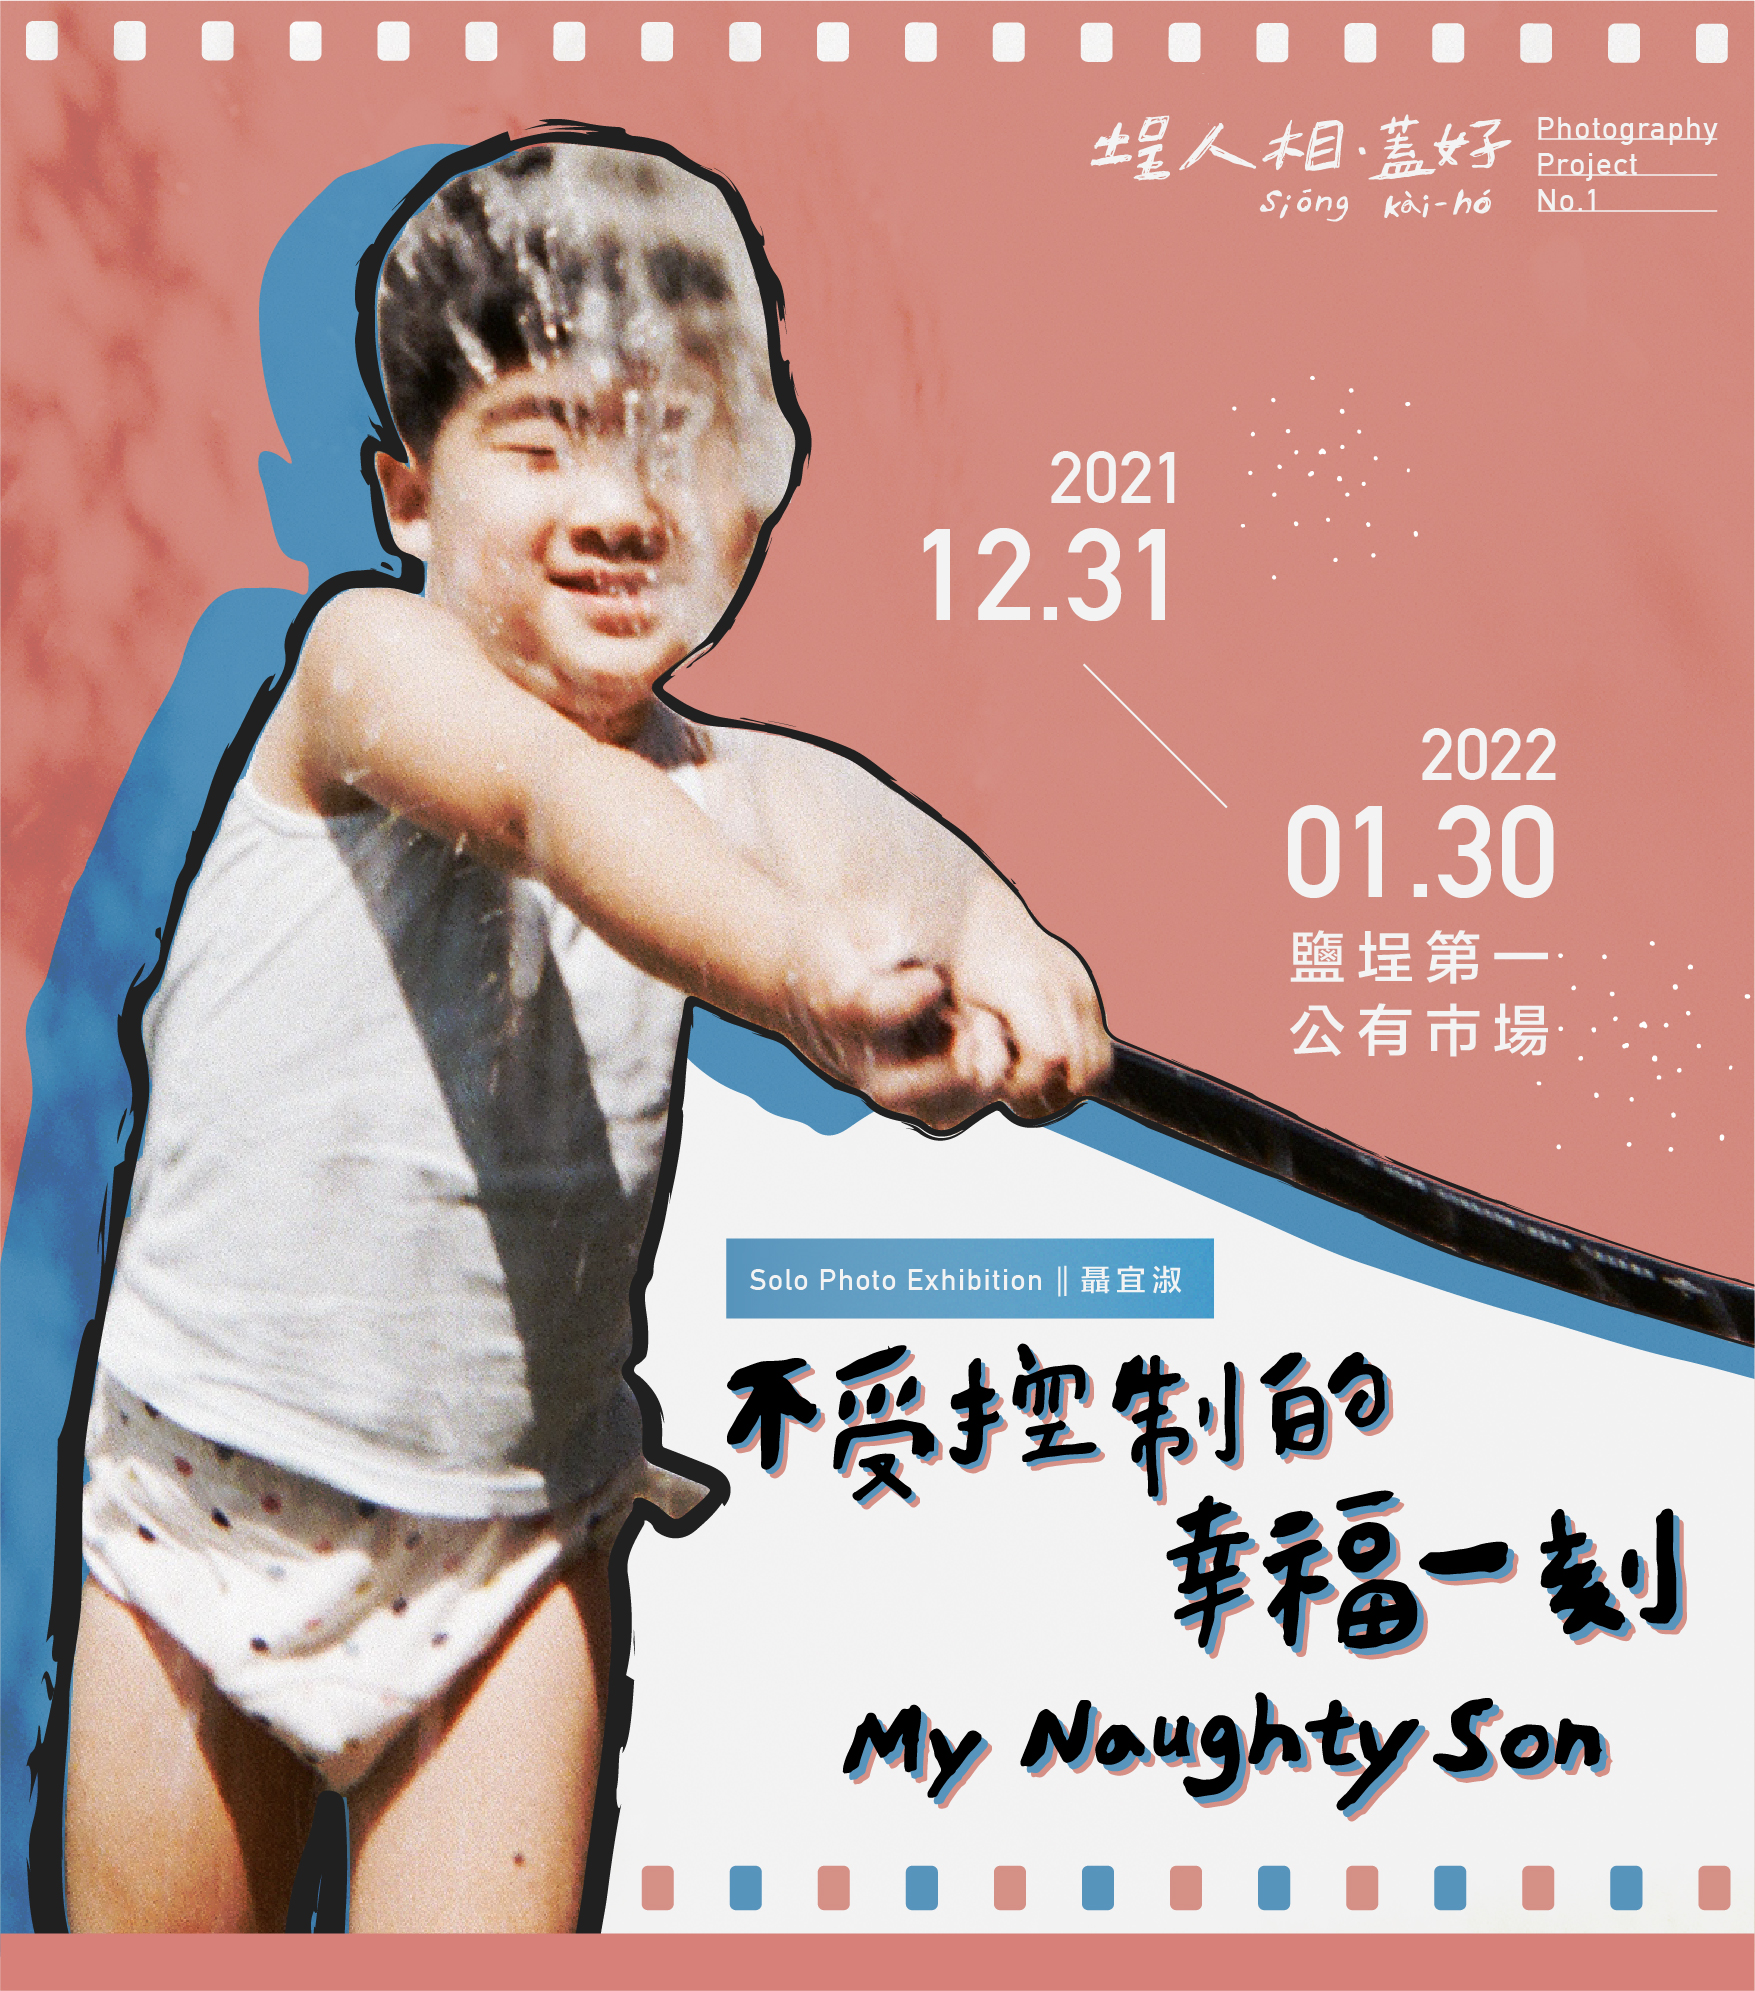 埕人相·蓋好
siōng kài-hó
Photography
Project
No.1
2021
12.31
2022
01.30
鹽埕第一
公有市場
Solo Photo Exhibition || 聶宜淑
不受控制的
幸福一刻
My Naughty Son